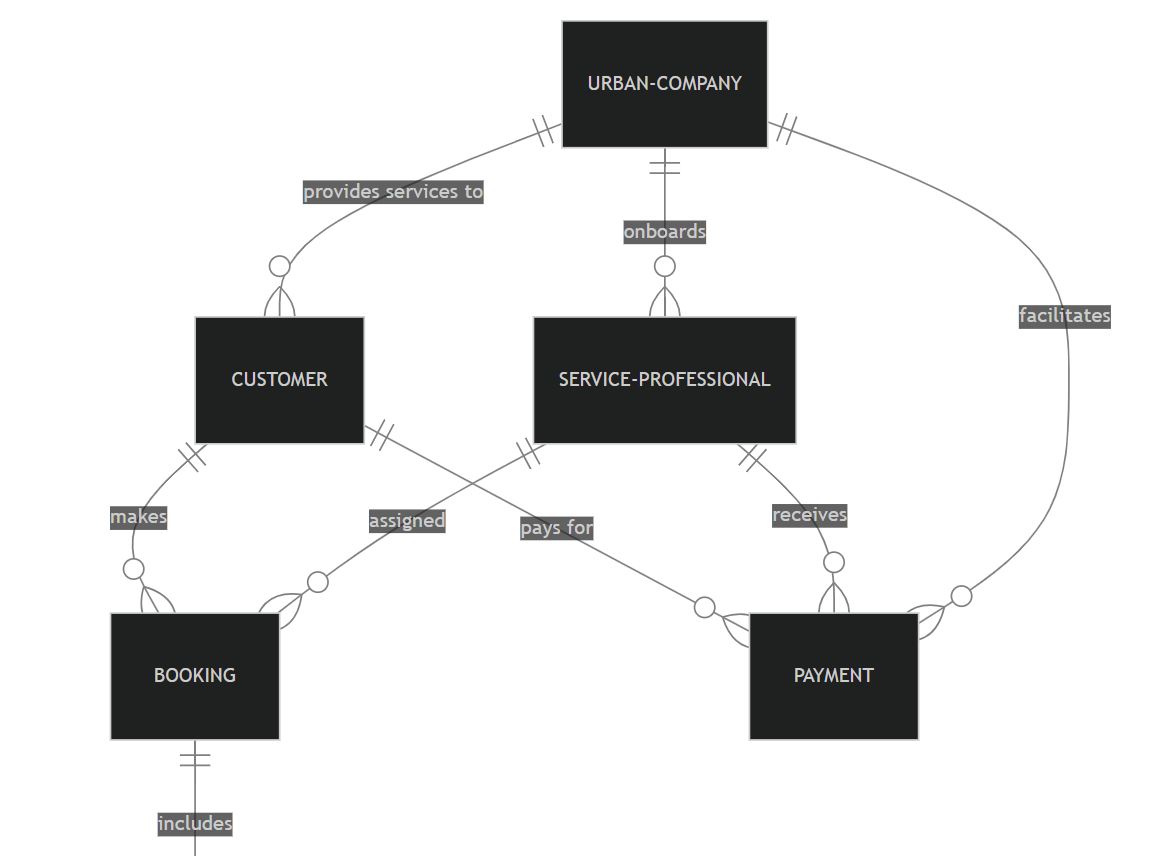 URBAN-COMPANY
provides services to
onboards
facilitates
CUSTOMER
SERVICE-PROFESSIONAL
makes
assigned
pays for
receives
BOOKING
PAYMENT
includes